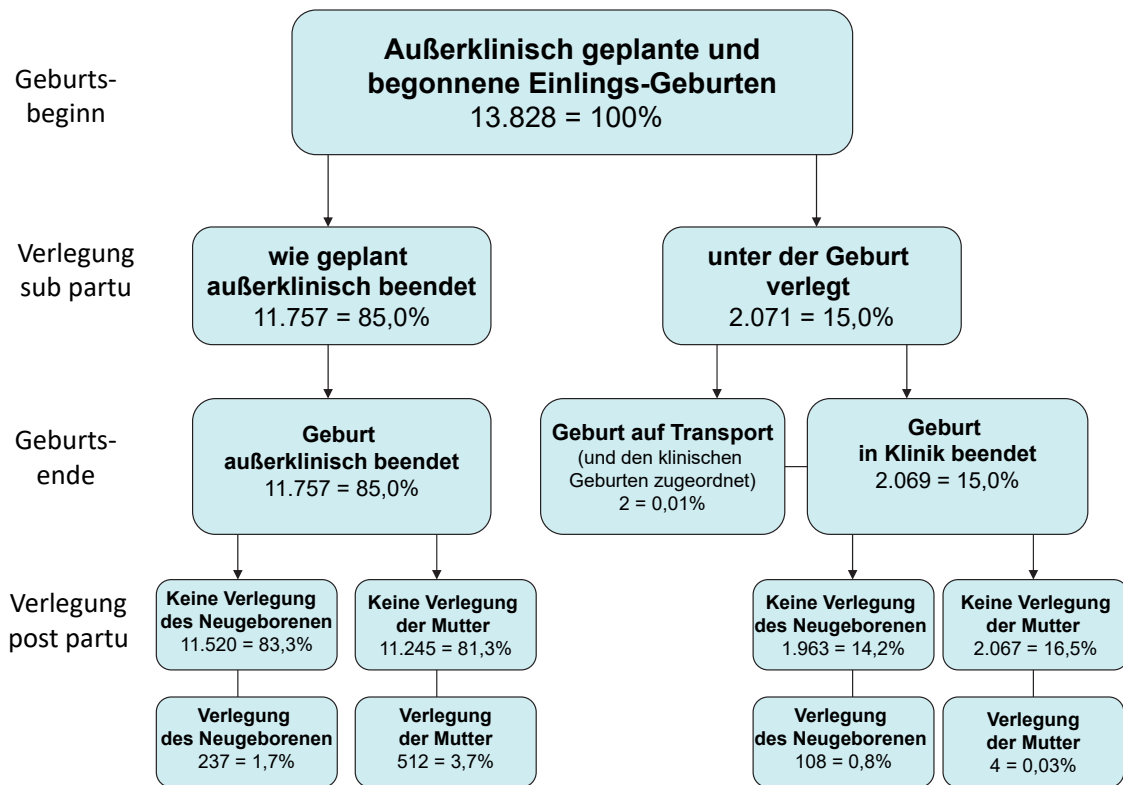 Geburts-
beginn
Außerklinisch geplante und
begonnene Einlings-Geburten
13.828 = 100%
Verlegung
sub partu
wie geplant
außerklinisch beendet
11.757 = 85,0%
unter der Geburt
verlegt
2.071 = 15,0%
Geburts-
ende
Geburt
außerklinisch beendet
11.757 = 85,0%
Geburt auf Transport
(und den klinischen
Geburten zugeordnet)
2 = 0,01%
Geburt
in Klinik beendet
2.069 = 15,0%
Verlegung
post partu
Keine Verlegung
des Neugeborenen
11.520 = 83,3%
Keine Verlegung
der Mutter
11.245 = 81,3%
Keine Verlegung
des Neugeborenen
1.963 = 14,2%
Keine Verlegung
der Mutter
2.067 = 16,5%
Verlegung
des Neugeborenen
237 = 1,7%
Verlegung
der Mutter
512 = 3,7%
Verlegung
des Neugeborenen
108 = 0,8%
Verlegung
der Mutter
4 = 0,03%